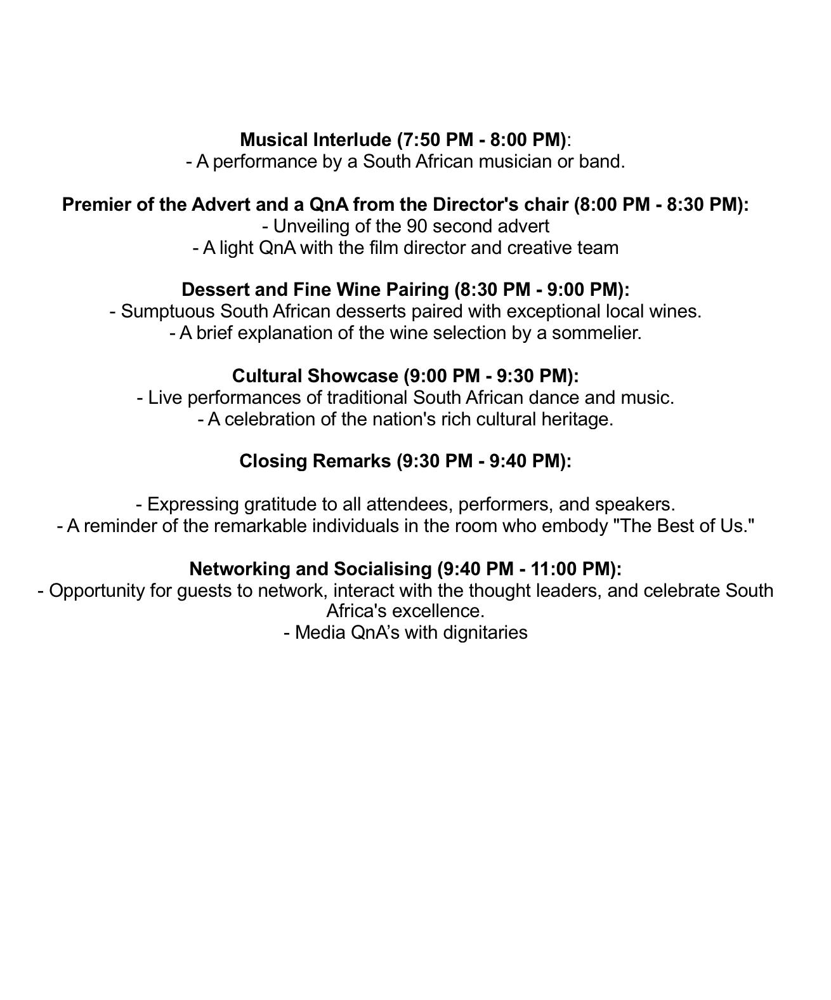 Musical Interlude (7:50 PM - 8:00 PM):
- A performance by a South African musician or band.
Premier of the Advert and a QnA from the Director's chair (8:00 PM - 8:30 PM):
- Unveiling of the 90 second advert
- A light QnA with the film director and creative team
Dessert and Fine Wine Pairing (8:30 PM - 9:00 PM):
- Sumptuous South African desserts paired with exceptional local wines.
- A brief explanation of the wine selection by a sommelier.
Cultural Showcase (9:00 PM - 9:30 PM):
- Live performances of traditional South African dance and music.
- A celebration of the nation's rich cultural heritage.
Closing Remarks (9:30 PM - 9:40 PM):
- Expressing gratitude to all attendees, performers, and speakers.
- A reminder of the remarkable individuals in the room who embody "The Best of Us."
Networking and Socialising (9:40 PM - 11:00 PM):
- Opportunity for guests to network, interact with the thought leaders, and celebrate South
Africa's excellence.
- Media QnA’s with dignitaries